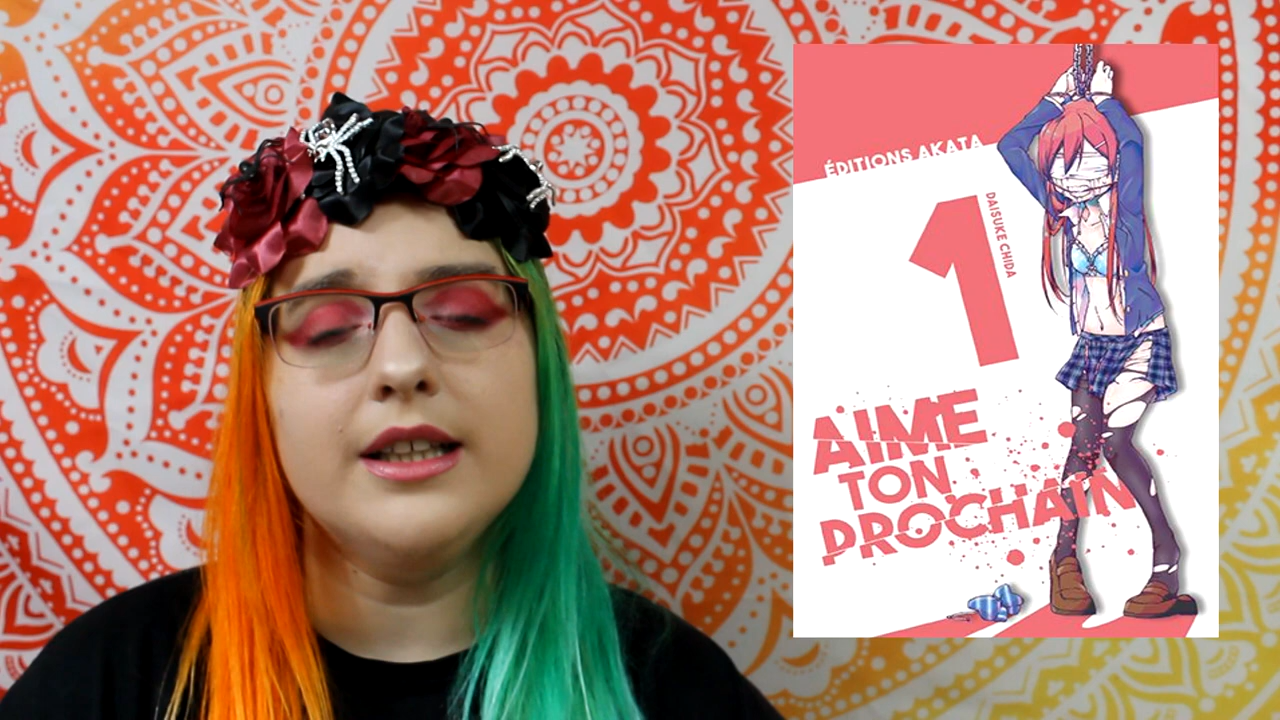 ÉDITIONS AKATA
1
DAISUKE CHIDA
AIME
TON
PROCHAIN